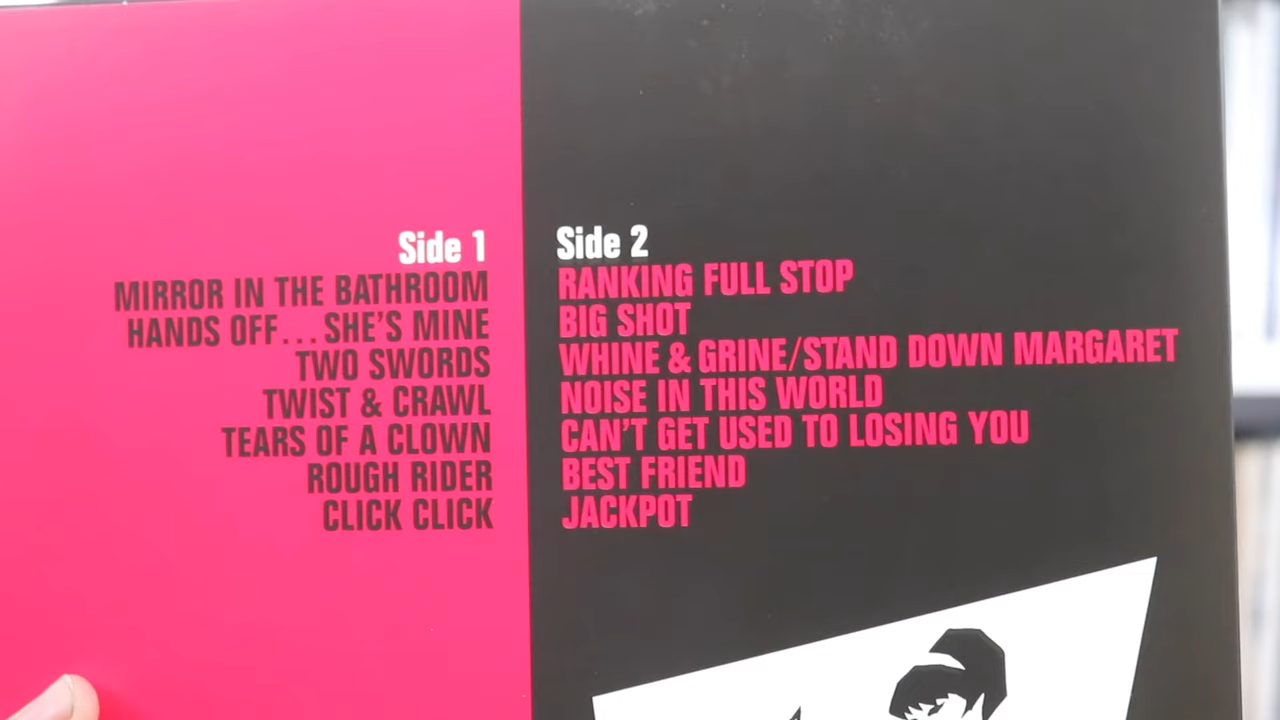 Side 1
MIRROR IN THE BATHROOM
HANDS OFF...SHE'S MINE
TWO SWORDS
TWIST & CRAWL
TEARS OF A CLOWN
ROUGH RIDER
CLICK CLICK
Side 2
RANKING FULL STOP
BIG SHOT
WHINE & GRINE/STAND DOWN MARGARET
NOISE IN THIS WORLD
CAN'T GET USED TO LOSING YOU
BEST FRIEND
JACKPOT